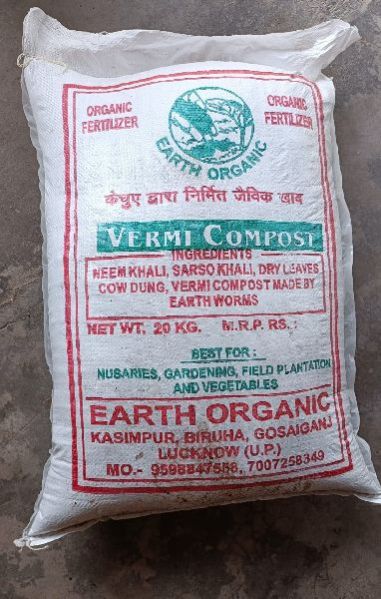 ORGANIC FERTILIZER
EARTH ORGANIC
ORGANIC FERTILIZER
केंचुए द्वारा निर्मित जैविक खाद
VERMI COMPOST
INGREDIENTS
NEEM KHALI, SARSO KHALI, DRY LEAVES
COW DUNG, VERMI COMPOST MADE BY
EARTH WORMS
NET WT. 20 KG. M.R.P. RS. :
BEST FOR :
NUBARIES, GARDENING, FIELD PLANTATION
AND VEGETABLES
EARTH ORGANIC
KASIMPUR, BIRUHA, GOSAIGANJ
LUCKNOW (U.P.)
MO.- 9598847588, 7007258349